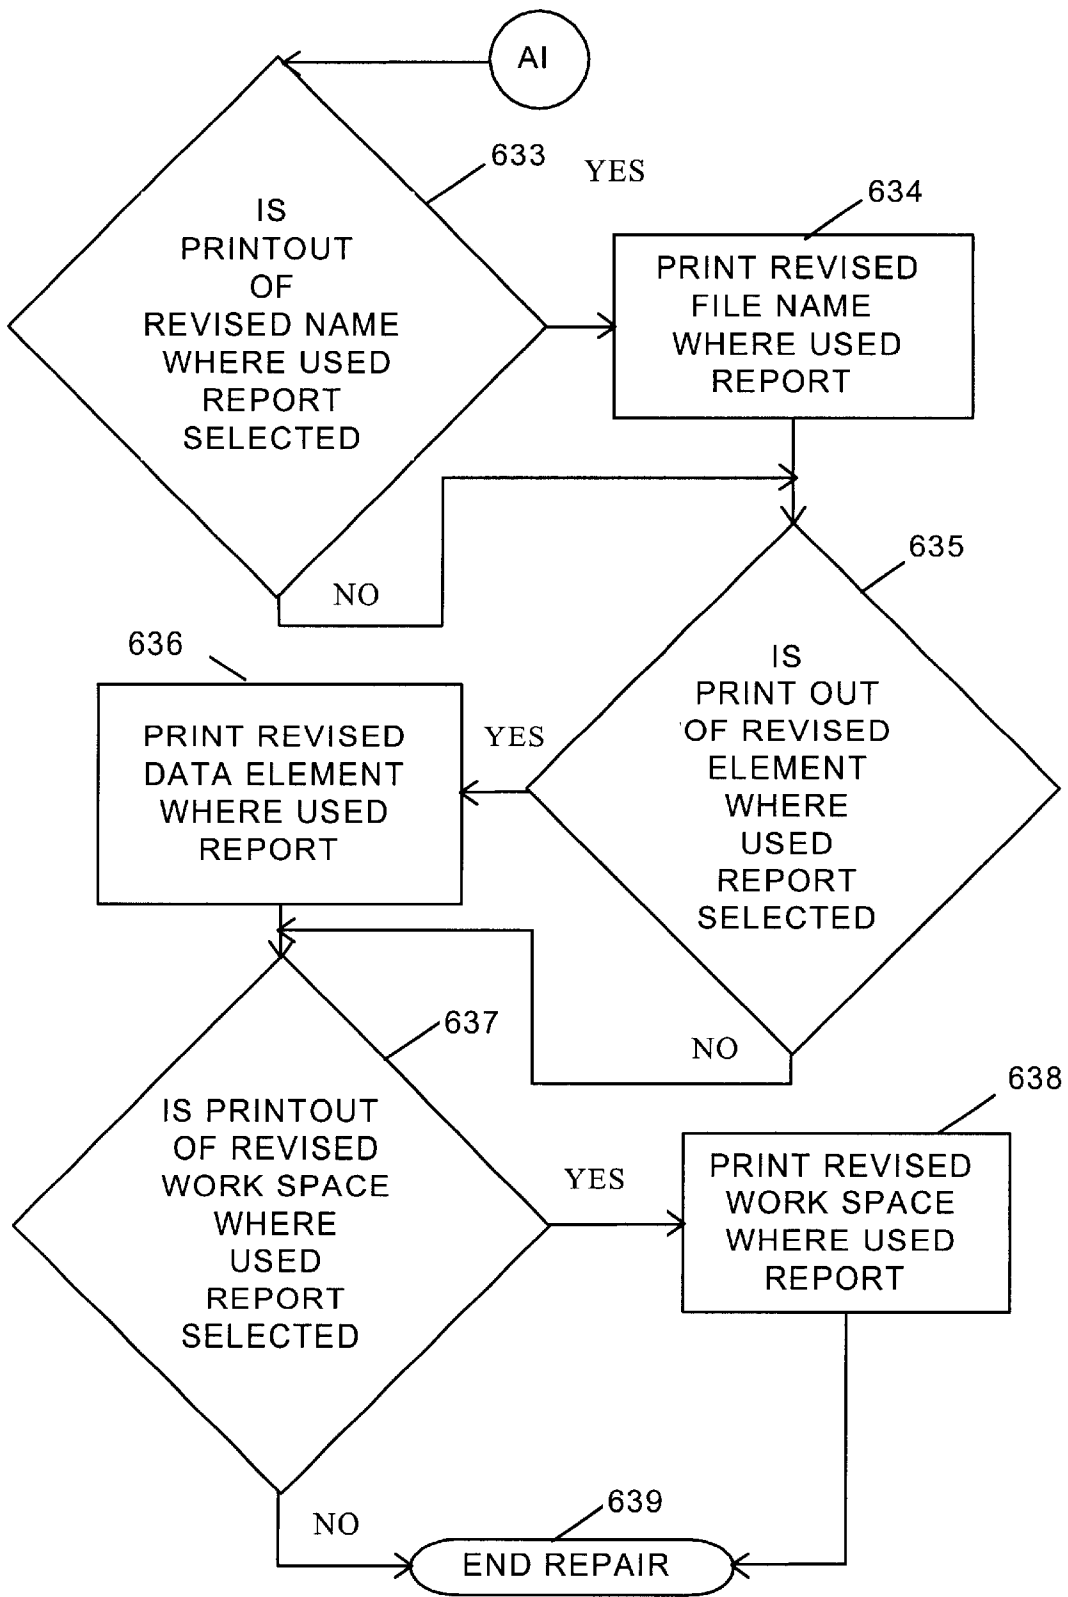 AI
633
YES
IS
PRINTOUT
OF
REVISED NAME
WHERE USED
REPORT
SELECTED
634
PRINT REVISED
FILE NAME
WHERE USED
REPORT
NO
635
IS
PRINT OUT
OF REVISED
ELEMENT
WHERE
USED
REPORT
SELECTED
YES
636
PRINT REVISED
DATA ELEMENT
WHERE USED
REPORT
NO
637
IS PRINTOUT
OF REVISED
WORK SPACE
WHERE
USED
REPORT
SELECTED
YES
638
PRINT REVISED
WORK SPACE
WHERE USED
REPORT
NO
639
END REPAIR